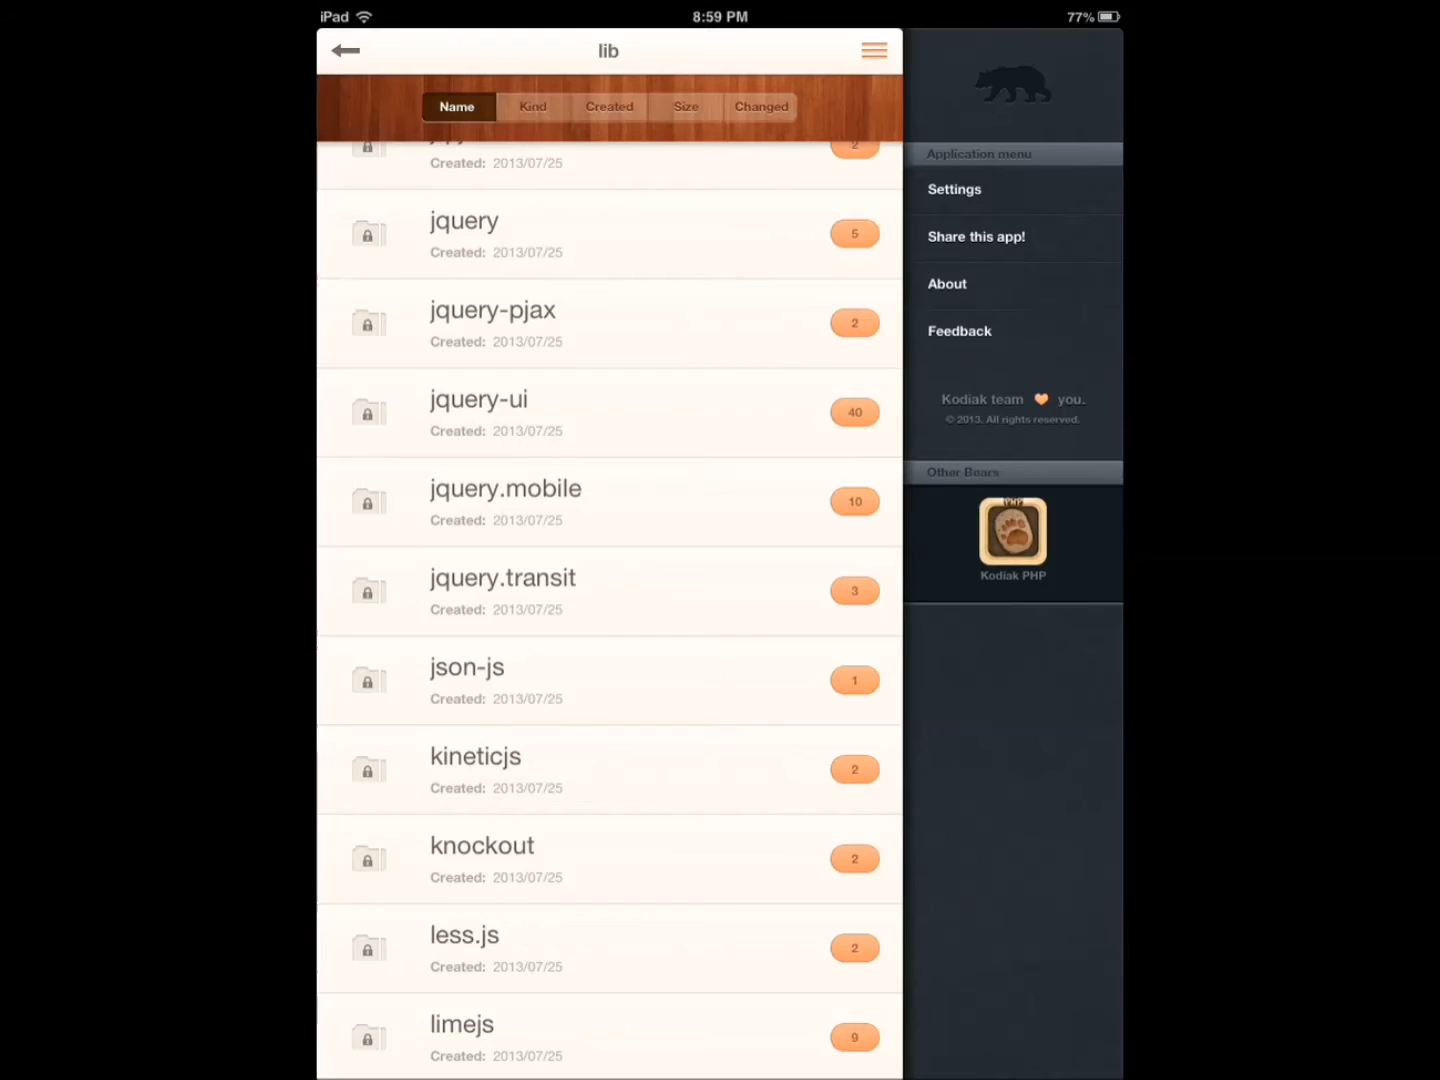 iPad 8:59 PM 77%
lib
Name Kind Created Size Changed
Created: 2013/07/25 2
jquery 5
Created: 2013/07/25
jquery-pjax 2
Created: 2013/07/25
jquery-ui 40
Created: 2013/07/25
jquery.mobile 10
Created: 2013/07/25
jquery.transit 3
Created: 2013/07/25
json-js 1
Created: 2013/07/25
kineticjs 2
Created: 2013/07/25
knockout 2
Created: 2013/07/25
less.js 2
Created: 2013/07/25
limejs 9
Created: 2013/07/25
Application menu
Settings
Share this app!
About
Feedback
Kodiak team you.
© 2013. All rights reserved.
Other Bears
Kodiak PHP